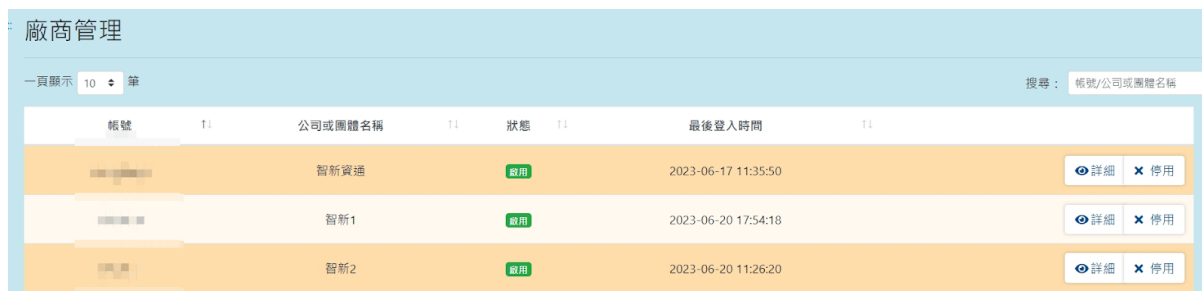 廠商管理
一頁顯示 10 筆 搜尋： 帳號/公司或團體名稱
帳號 公司或團體名稱 狀態 最後登入時間
智新資通 啟用 2023-06-17 11:35:50 詳細 停用
智新1 啟用 2023-06-20 17:54:18 詳細 停用
智新2 啟用 2023-06-20 11:26:20 詳細 停用